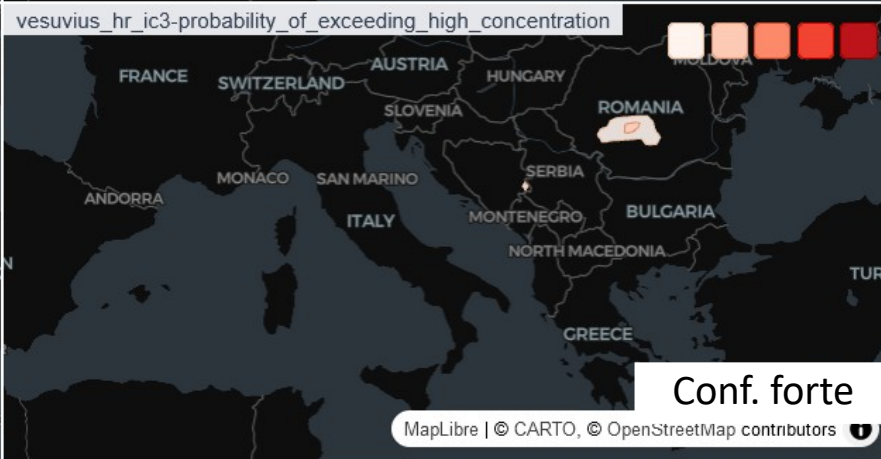 vesuvius_hr_ic3-probability_of_exceeding_high_concentration
MOLDOVA
AUSTRIA
FRANCE
SWITZERLAND
HUNGARY
SLOVENIA
ROMANIA
MONACO
SAN MARINO
SERBIA
ANDORRA
ITALY
MONTENEGRO
BULGARIA
NORTH MACEDONIA
N
TUR
GREECE
Conf. forte
MapLibre | © CARTO, © OpenStreetMap contributors